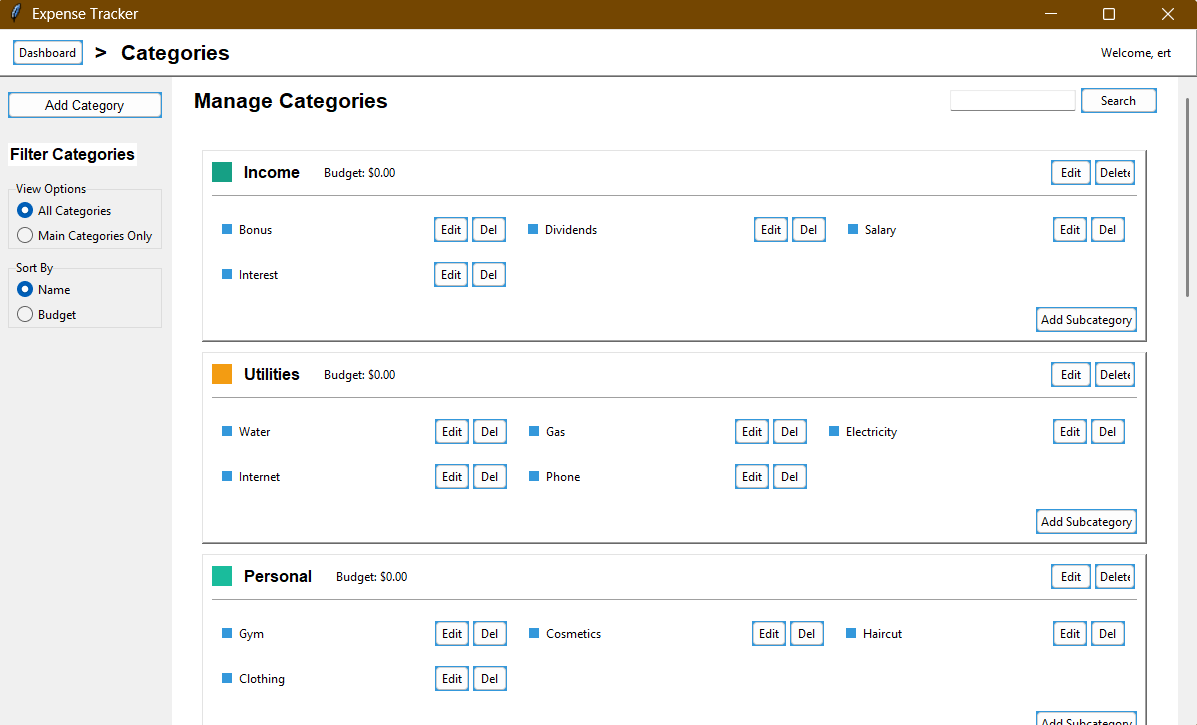 Expense Tracker
Dashboard > Categories Welcome, ert
Add Category
Filter Categories
View Options
All Categories
Main Categories Only
Sort By
Name
Budget
Manage Categories Search
Income Budget: $0.00 Edit Delete
Bonus Edit Del Dividends Edit Del Salary Edit Del
Interest Edit Del
Add Subcategory
Utilities Budget: $0.00 Edit Delete
Water Edit Del Gas Edit Del Electricity Edit Del
Internet Edit Del Phone Edit Del
Add Subcategory
Personal Budget: $0.00 Edit Delete
Gym Edit Del Cosmetics Edit Del Haircut Edit Del
Clothing Edit Del
Add Subcategory